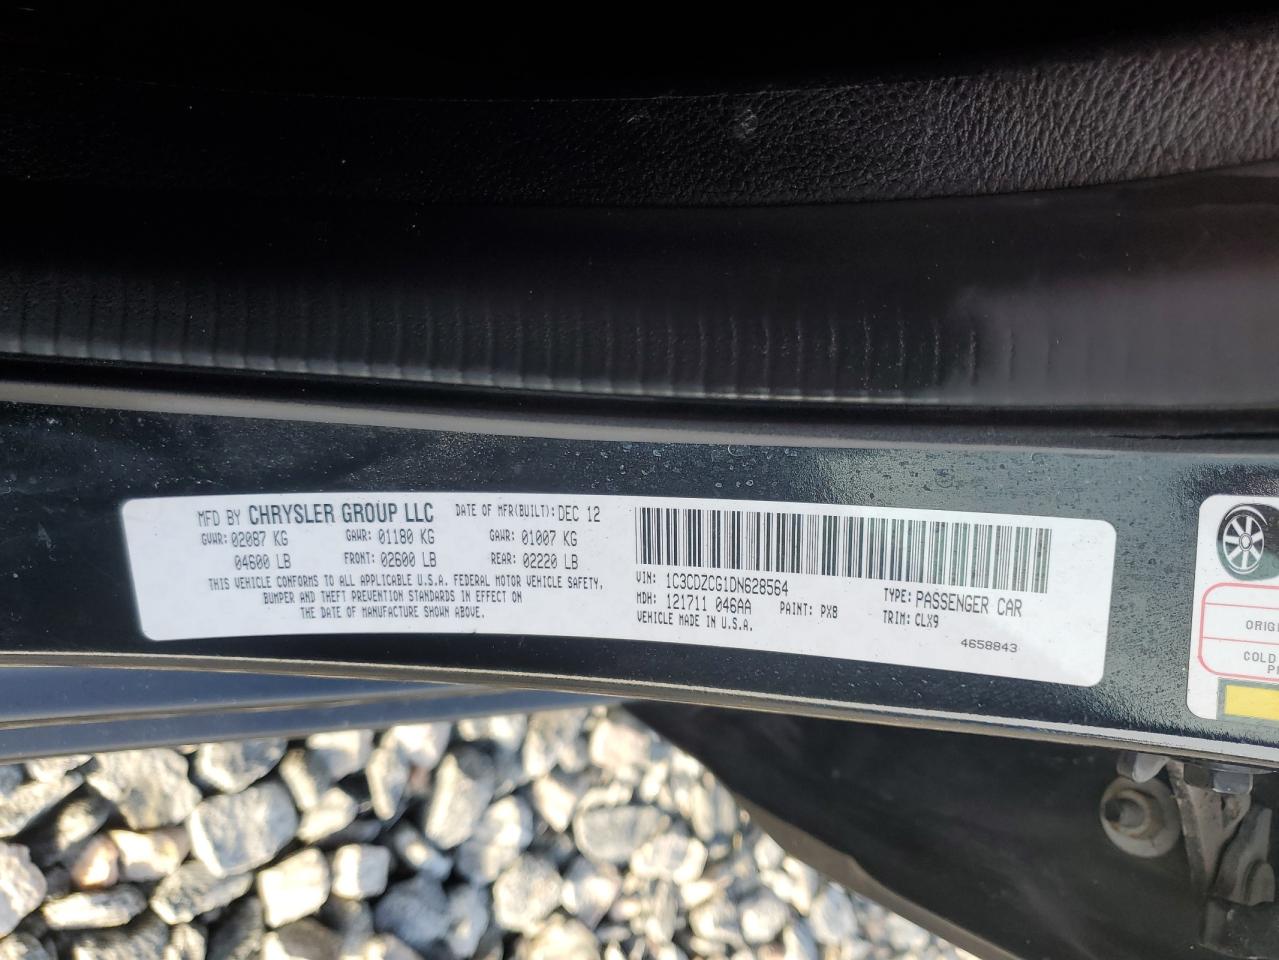 MFD BY CHRYSLER GROUP LLC DATE OF MFR(BUILT): DEC 12
GVWR: 02087 KG GAWR: 01180 KG GAWR: 01007 KG
04600 LB FRONT: 02600 LB REAR: 02220 LB
THIS VEHICLE CONFORMS TO ALL APPLICABLE U.S.A. FEDERAL MOTOR VEHICLE SAFETY,
BUMPER AND THEFT PREVENTION STANDARDS IN EFFECT ON
THE DATE OF MANUFACTURE SHOWN ABOVE.
VIN: 1C3CDZCG1DN628564 TYPE: PASSENGER CAR
MDH: 121711 046AA PAINT: PX8 TRIM: CLX9
VEHICLE MADE IN U.S.A.
4658843
ORIGI
COLD
PR